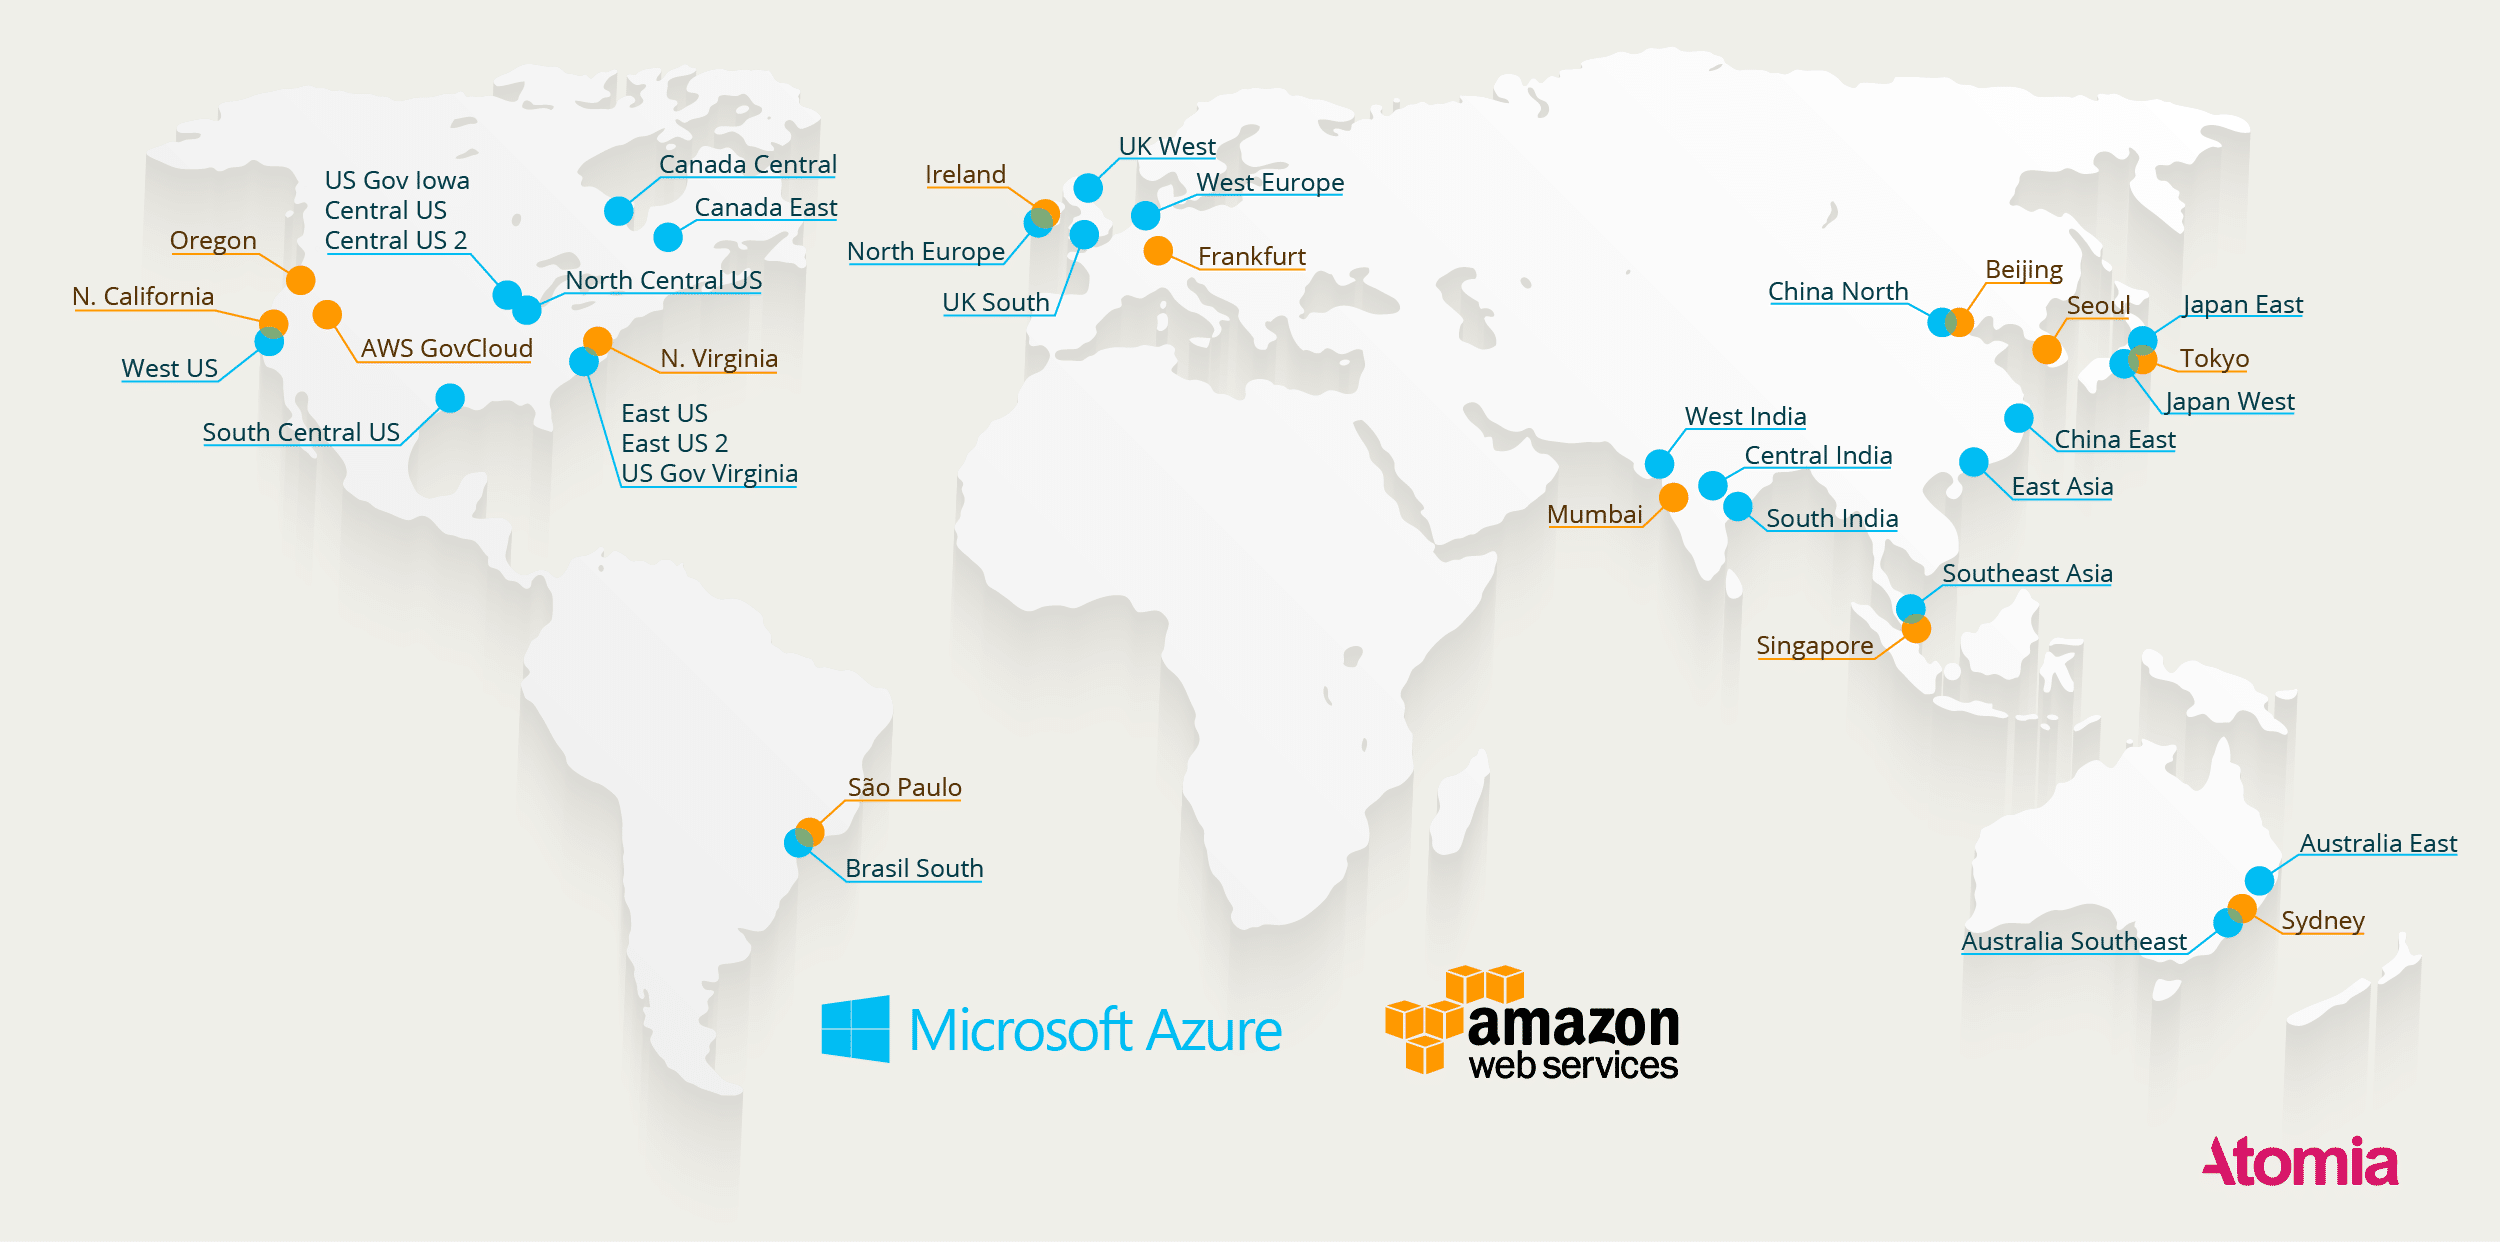 UK West
Canada Central
Ireland
US Gov Iowa
Central US
Central US 2
West Europe
Canada East
Oregon
North Europe
Frankfurt
Beijing
North Central US
China North
N. California
UK South
Seoul
Japan East
AWS GovCloud
N. Virginia
Tokyo
West US
Japan West
East US
East US 2
US Gov Virginia
West India
South Central US
China East
Central India
East Asia
Mumbai
South India
Southeast Asia
Singapore
São Paulo
Brasil South
Australia East
Sydney
Australia Southeast
Microsoft Azure
amazon
web services
Atomia